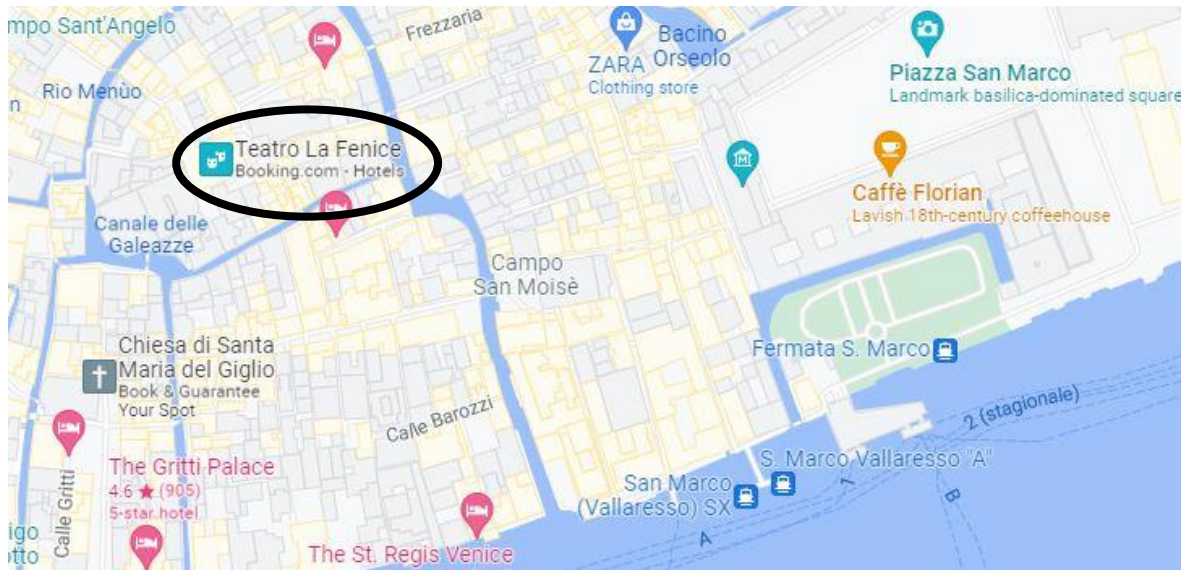 mpo Sant'Angelo
Frezzaria
Bacino
Orseolo
ZARA
Clothing store
Piazza San Marco
Landmark basilica-dominated square
Rio Menùo
n
Teatro La Fenice
Booking.com - Hotels
M
Caffè Florian
Lavish 18th-century coffeehouse
Canale delle
Galeazze
Campo
San Moisè
Chiesa di Santa
Maria del Giglio
Book & Guarantee
Your Spot
Fermata S. Marco
2 (stagionale)
Calle Barozzi
The Gritti Palace
4.6 ★ (905)
5-star hotel
Calle Gritti
San Marco
(Vallaresso) SX
S. Marco Vallaresso "A"
1
B
A
igo
otto
The St. Regis Venice